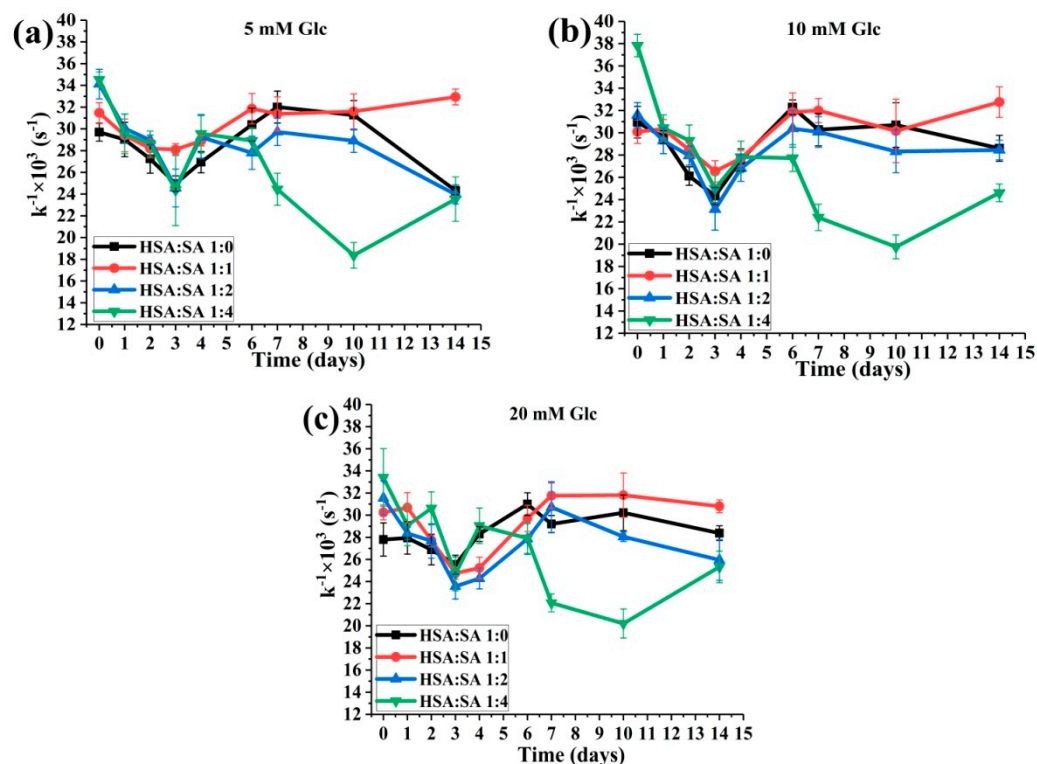 (a)
5 mM Glc
k⁻¹×10³ (s⁻¹)
40
38
36
34
32
30
28
26
24
22
20
18
16
14
12
HSA:SA 1:0
HSA:SA 1:1
HSA:SA 1:2
HSA:SA 1:4
0 1 2 3 4 5 6 7 8 9 10 11 12 13 14 15
Time (days)
(b)
10 mM Glc
k⁻¹×10³ (s⁻¹)
40
38
36
34
32
30
28
26
24
22
20
18
16
14
12
HSA:SA 1:0
HSA:SA 1:1
HSA:SA 1:2
HSA:SA 1:4
0 1 2 3 4 5 6 7 8 9 10 11 12 13 14 15
Time (days)
(c)
20 mM Glc
k⁻¹×10³ (s⁻¹)
40
38
36
34
32
30
28
26
24
22
20
18
16
14
12
HSA:SA 1:0
HSA:SA 1:1
HSA:SA 1:2
HSA:SA 1:4
0 1 2 3 4 5 6 7 8 9 10 11 12 13 14 15
Time (days)